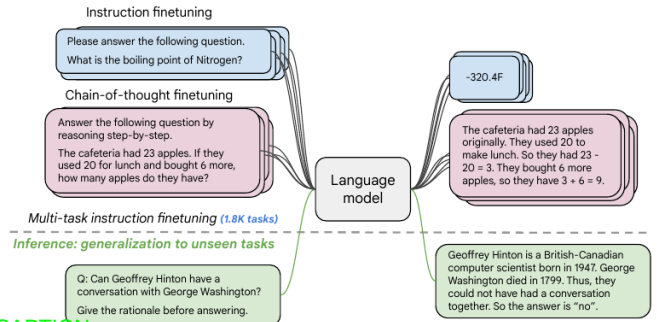 Instruction finetuning
Please answer the following question.
What is the boiling point of Nitrogen?
-320.4F
Chain-of-thought finetuning
Answer the following question by
reasoning step-by-step.
The cafeteria had 23 apples. If they
used 20 for lunch and bought 6 more,
how many apples do they have?
Language
model
The cafeteria had 23 apples
originally. They used 20 to
make lunch. So they had 23 -
20 = 3. They bought 6 more
apples, so they have 3 + 6 = 9.
Multi-task instruction finetuning (1.8K tasks)
Inference: generalization to unseen tasks
Q: Can Geoffrey Hinton have a
conversation with George Washington?
Give the rationale before answering.
Geoffrey Hinton is a British-Canadian
computer scientist born in 1947. George
Washington died in 1799. Thus, they
could not have had a conversation
together. So the answer is “no”.